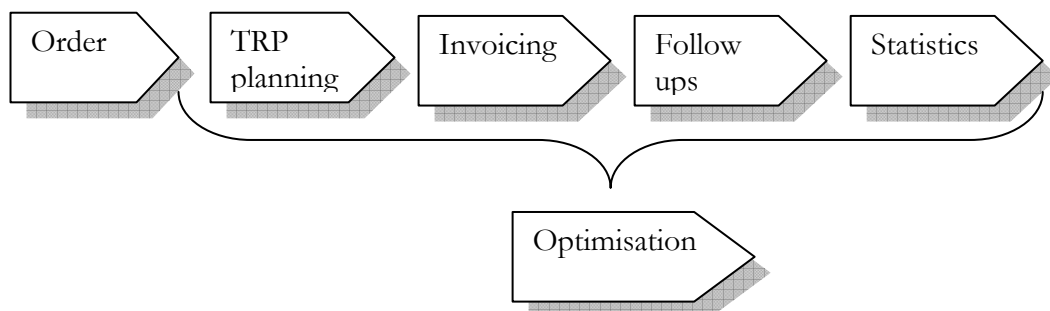 Order
TRP
planning
Invoicing
Follow
ups
Statistics
Optimisation